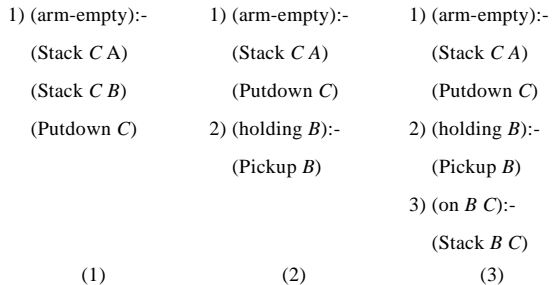 1) (arm-empty):-
(Stack C A)
(Stack C B)
(Putdown C)
(1)
1) (arm-empty):-
(Stack C A)
(Putdown C)
2) (holding B):-
(Pickup B)
(2)
1) (arm-empty):-
(Stack C A)
(Putdown C)
2) (holding B):-
(Pickup B)
3) (on B C):-
(Stack B C)
(3)